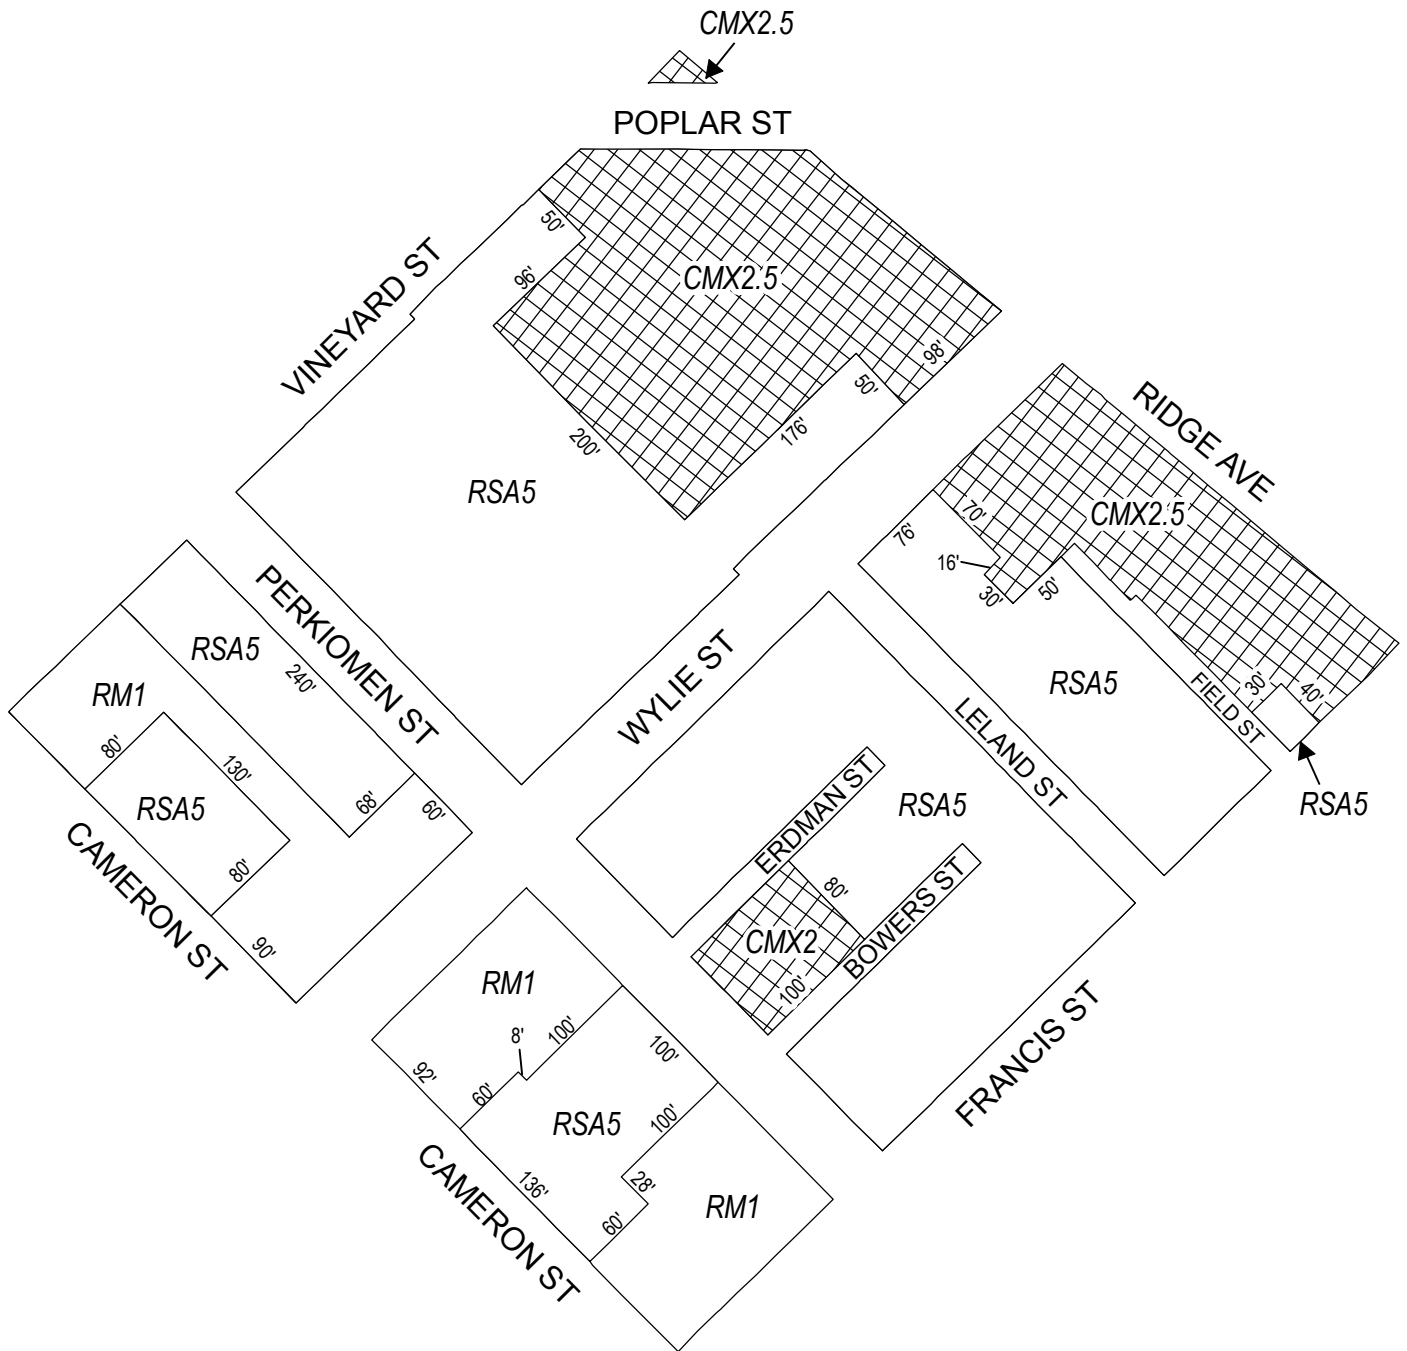 CMX2.5
POPLAR ST
VINEYARD ST
50'
96'
CMX2.5
98'
50'
176'
200'
RSA5
RIDGE AVE
CMX2.5
76'
70'
16'
30'
50'
RSA5
30'
40'
FIELD ST
RSA5
PERKIOMEN ST
RSA5
240'
RM1
80'
130'
RSA5
68'
60'
80'
90'
CAMERON ST
WYLIE ST
LELAND ST
ERDMAN ST
RSA5
80'
BOWERS ST
CMX2
100'
FRANCIS ST
RM1
8'
100'
100'
92'
60'
RSA5
100'
136'
28'
60'
RM1
CAMERON ST